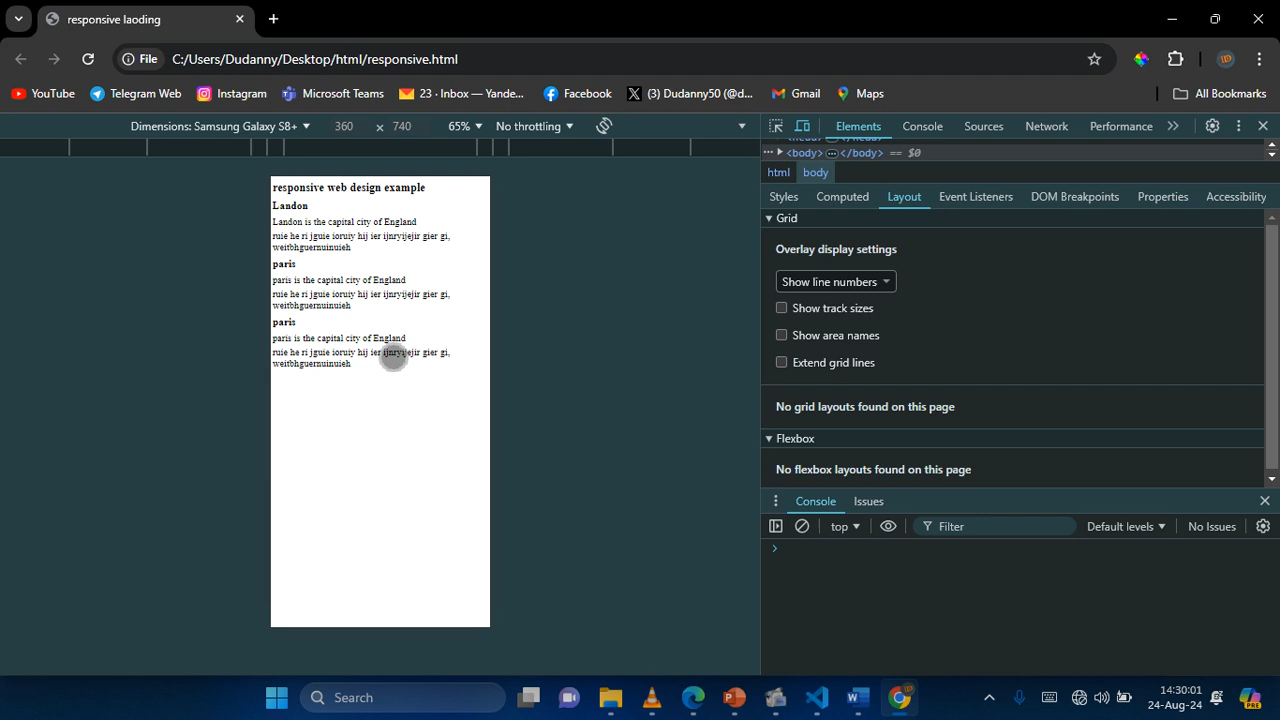 responsive laoding
File C:/Users/Dudanny/Desktop/html/responsive.html
YouTube Telegram Web Instagram Microsoft Teams 23 · Inbox — Yande... Facebook (3) Dudanny50 (@d... Gmail Maps All Bookmarks
Dimensions: Samsung Galaxy S8+ 360 × 740 65% No throttling
Elements Console Sources Network Performance
<body> </body> == $0
html body
Styles Computed Layout Event Listeners DOM Breakpoints Properties Accessibility
Grid
Overlay display settings
Show line numbers
Show track sizes
Show area names
Extend grid lines
No grid layouts found on this page
Flexbox
No flexbox layouts found on this page
Console Issues
top Filter Default levels No Issues
responsive web design example
Landon
Landon is the capital city of England
ruie he ri jguie ioruiy hij ier ijnryijejir gier gi,
weitbhguernuinuieh
paris
paris is the capital city of England
ruie he ri jguie ioruiy hij ier ijnryijejir gier gi,
weitbhguernuinuieh
paris
paris is the capital city of England
ruie he ri jguie ioruiy hij ier ijnryijejir gier gi,
weitbhguernuinuieh
Search
14:30:01
24-Aug-24
PRE